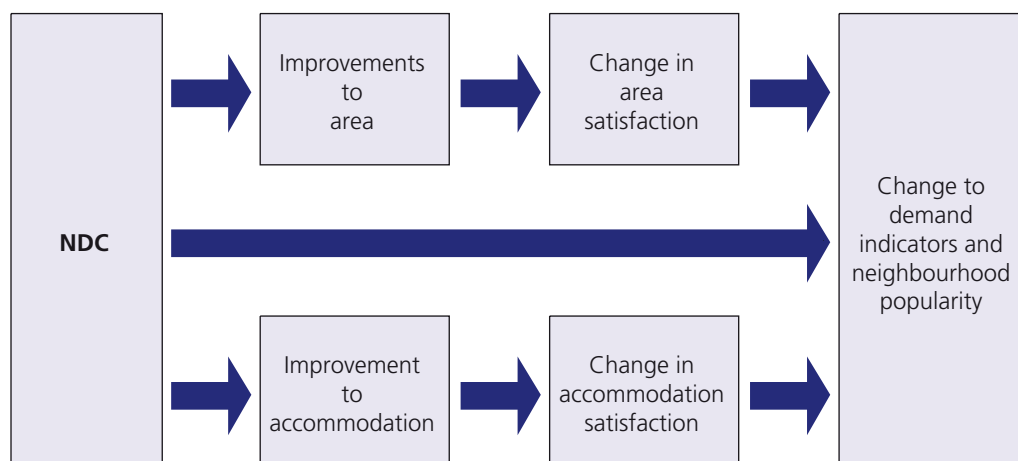 NDC
Improvements
to
area
Change in
area
satisfaction
Improvement
to
accommodation
Change in
accommodation
satisfaction
Change to
demand
indicators and
neighbourhood
popularity